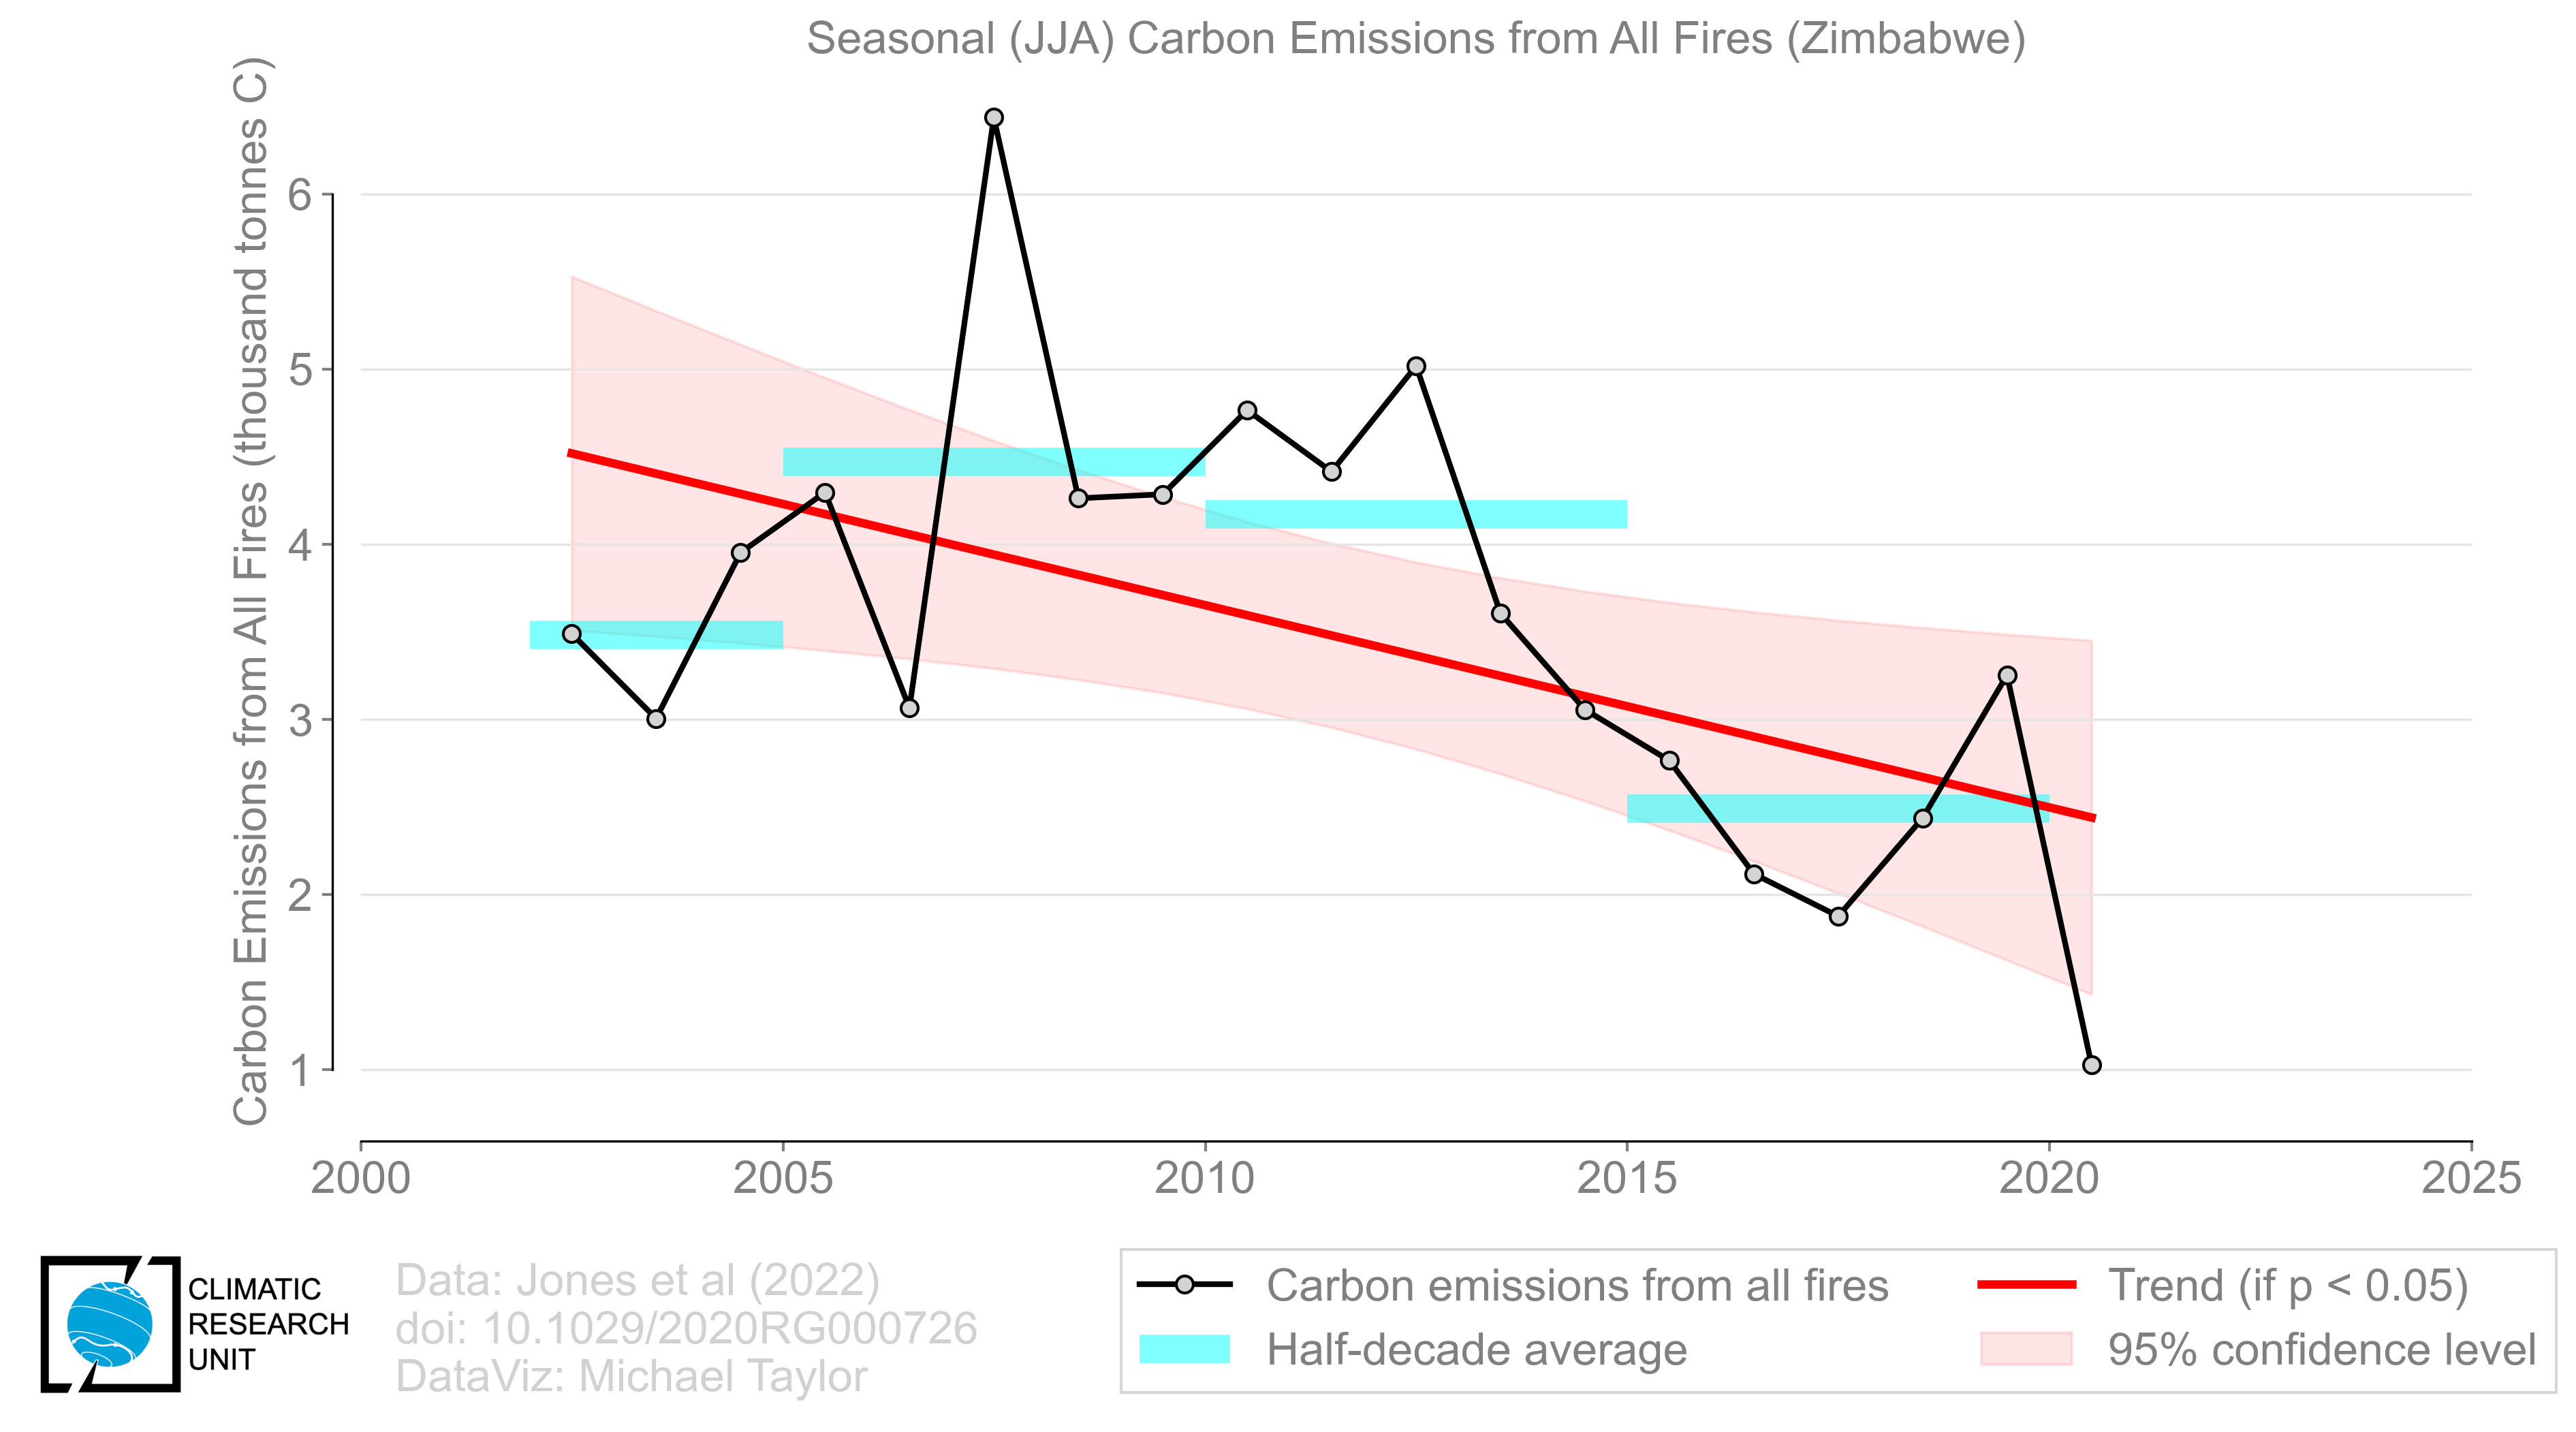 Seasonal (JJA) Carbon Emissions from All Fires (Zimbabwe)
Carbon Emissions from All Fires (thousand tonnes C)
6
5
4
3
2
1
2000 2005 2010 2015 2020 2025
CLIMATIC
RESEARCH
UNIT
Data: Jones et al (2022)
doi: 10.1029/2020RG000726
DataViz: Michael Taylor
Carbon emissions from all fires
Half-decade average
Trend (if p < 0.05)
95% confidence level